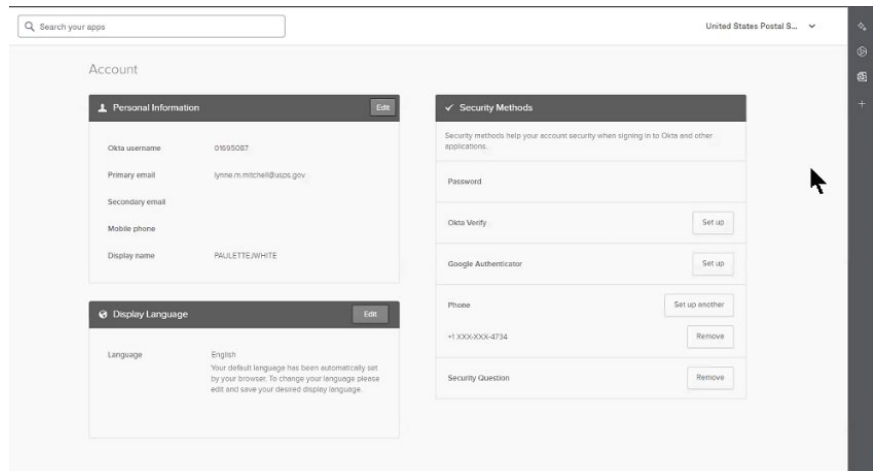 Search your apps
United States Postal S...
Account
Personal Information
Edit
Okta username 01695087
Primary email lynne.m.mitchell@usps.gov
Secondary email
Mobile phone
Display name PAULETTEJWHITE
Display Language
Edit
Language English
Your default language has been automatically set
by your browser. To change your language please
edit and save your desired display language.
Security Methods
Security methods help your account security when signing in to Okta and other
applications.
Password
Okta Verify Set up
Google Authenticator Set up
Phone Set up another
+1 XXX-XXX-4734 Remove
Security Question Remove